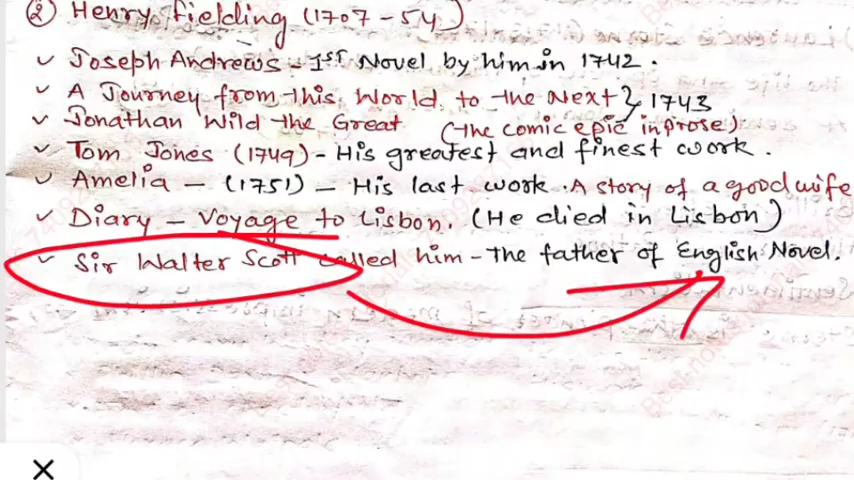 ② Henry Fielding (1707-54)
✓ Joseph Andrews - 1st Novel by him in 1742.
✓ A Journey from this World to the Next } 1743
✓ Jonathan Wild the Great
(the comic epic in prose)
✓ Tom Jones (1749) - His greatest and finest work.
✓ Amelia - (1751) - His last work. A story of a good wife
✓ Diary - Voyage to Lisbon. (He died in Lisbon)
✓ Sir Walter Scott called him - the father of English Novel.